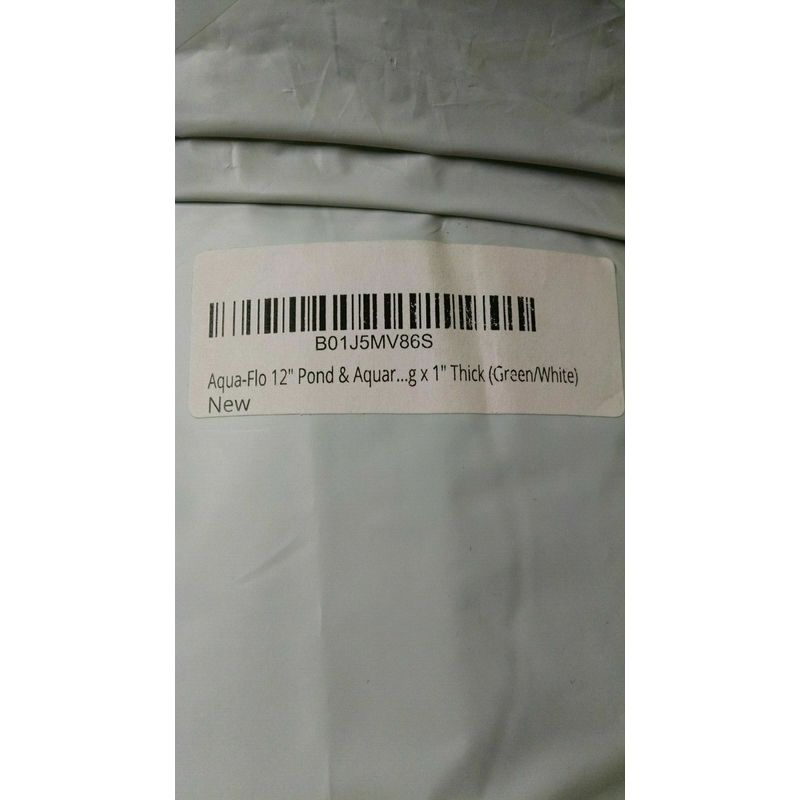 B01J5MV86S
Aqua-Flo 12" Pond & Aquar...g x 1" Thick (Green/White)
New